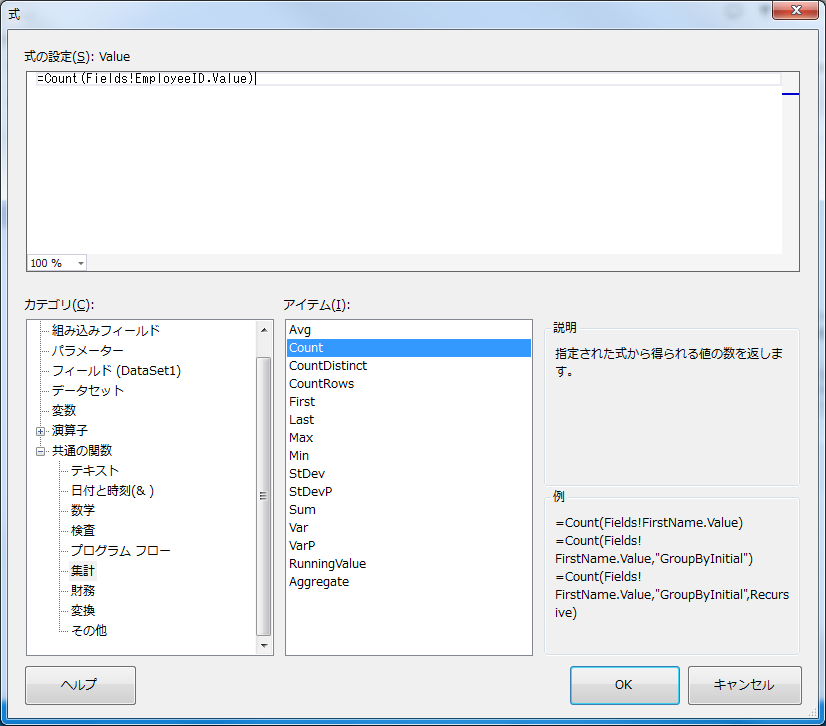 式
式の設定(S): Value
=Count(Fields!EmployeeID.Value)
100 %
カテゴリ(C):
組み込みフィールド
パラメーター
フィールド (DataSet1)
データセット
変数
演算子
共通の関数
テキスト
日付と時刻(& )
数学
検査
プログラム フロー
集計
財務
変換
その他
アイテム(I):
Avg
Count
CountDistinct
CountRows
First
Last
Max
Min
StDev
StDevP
Sum
Var
VarP
RunningValue
Aggregate
説明
指定された式から得られる値の数を返しま
す。
例
=Count(Fields!FirstName.Value)
=Count(Fields!
FirstName.Value,"GroupByInitial")
=Count(Fields!
FirstName.Value,"GroupByInitial",Recurs
ive)
ヘルプ
OK
キャンセル